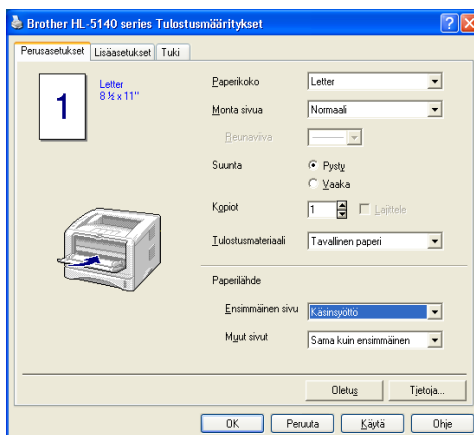 Brother HL-5140 series Tulostusmääritykset
Perusasetukset Lisäasetukset Tuki
1
Letter
8 ½ x 11"
Paperikoko Letter
Monta sivua Normaali
Reunaviiva
Suunta Pysty
Vaaka
Kopiot 1 Lajittele
Tulostusmateriaali Tavallinen paperi
Paperilähde
Ensimmäinen sivu Käsinsyöttö
Muut sivut Sama kuin ensimmäinen
Oletus Tietoja...
OK Peruuta Käytä Ohje